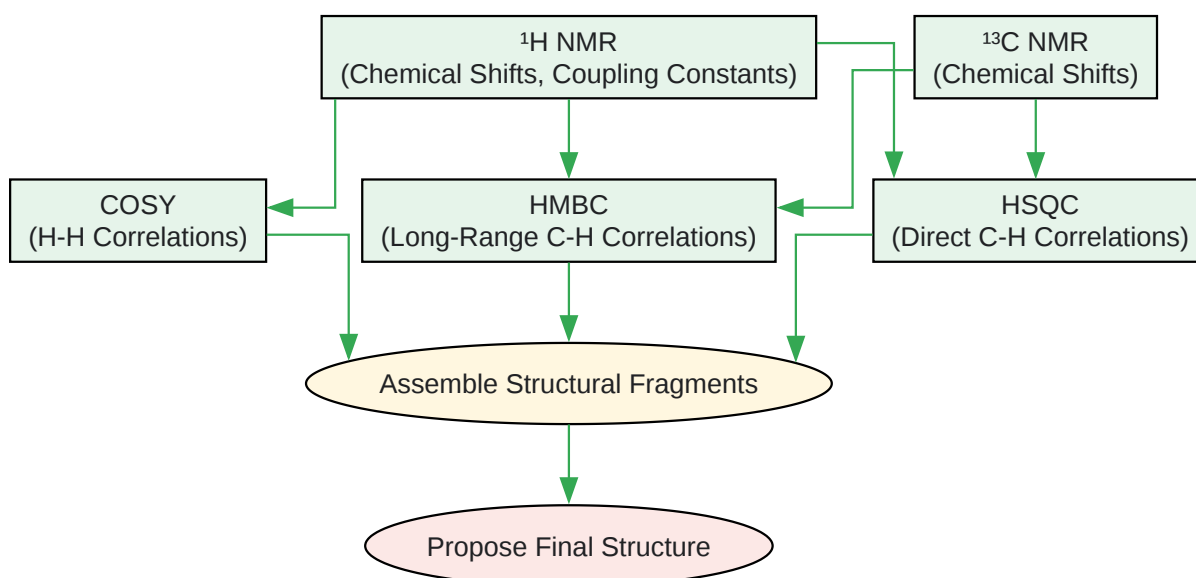 ¹H NMR
(Chemical Shifts, Coupling Constants)
¹³C NMR
(Chemical Shifts)
COSY
(H-H Correlations)
HMBC
(Long-Range C-H Correlations)
HSQC
(Direct C-H Correlations)
Assemble Structural Fragments
Propose Final Structure